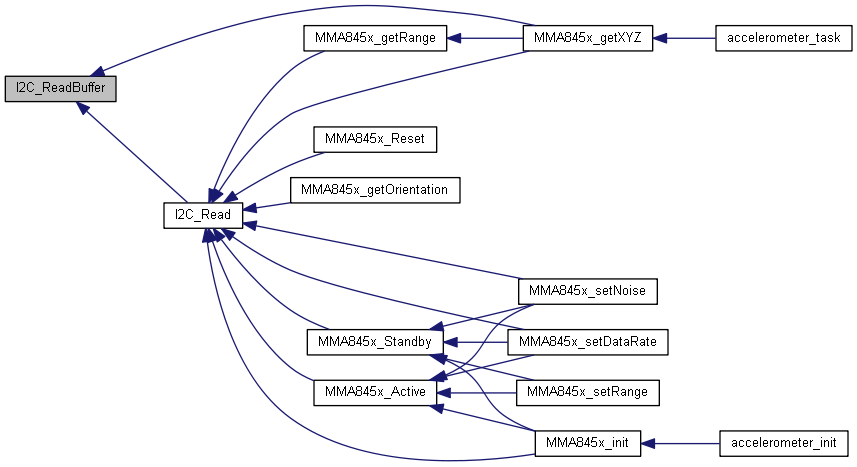 MMA845x_getRange
MMA845x_getXYZ
accelerometer_task
I2C_ReadBuffer
MMA845x_Reset
MMA845x_getOrientation
I2C_Read
MMA845x_setNoise
MMA845x_Standby
MMA845x_setDataRate
MMA845x_Active
MMA845x_setRange
MMA845x_init
accelerometer_init